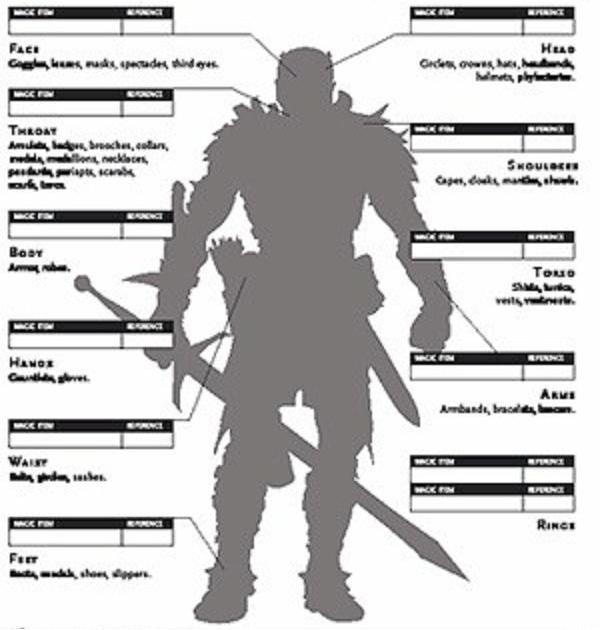 MAGIC ITEM REFERENCE
FACE
Goggles, lenses, masks, spectacles, third eyes.
MAGIC ITEM REFERENCE
THROAT
Amulets, badges, brooches, collars,
medals, medallions, necklaces,
pendants, periapts, scarabs,
scarfs, torcs.
MAGIC ITEM REFERENCE
BODY
Armor, robes.
MAGIC ITEM REFERENCE
HANDS
Gauntlets, gloves.
MAGIC ITEM REFERENCE
WAIST
Belts, girdles, sashes.
MAGIC ITEM REFERENCE
FEET
Boots, sandals, shoes, slippers.
MAGIC ITEM REFERENCE
HEAD
Circlets, crowns, hats, headbands,
helmets, phylacteries.
MAGIC ITEM REFERENCE
SHOULDERS
Capes, cloaks, mantles, shawls.
MAGIC ITEM REFERENCE
TORSO
Shirts, tunics,
vests, vestments.
MAGIC ITEM REFERENCE
ARMS
Armbands, bracelets, bracers.
MAGIC ITEM REFERENCE
MAGIC ITEM REFERENCE
RINGS